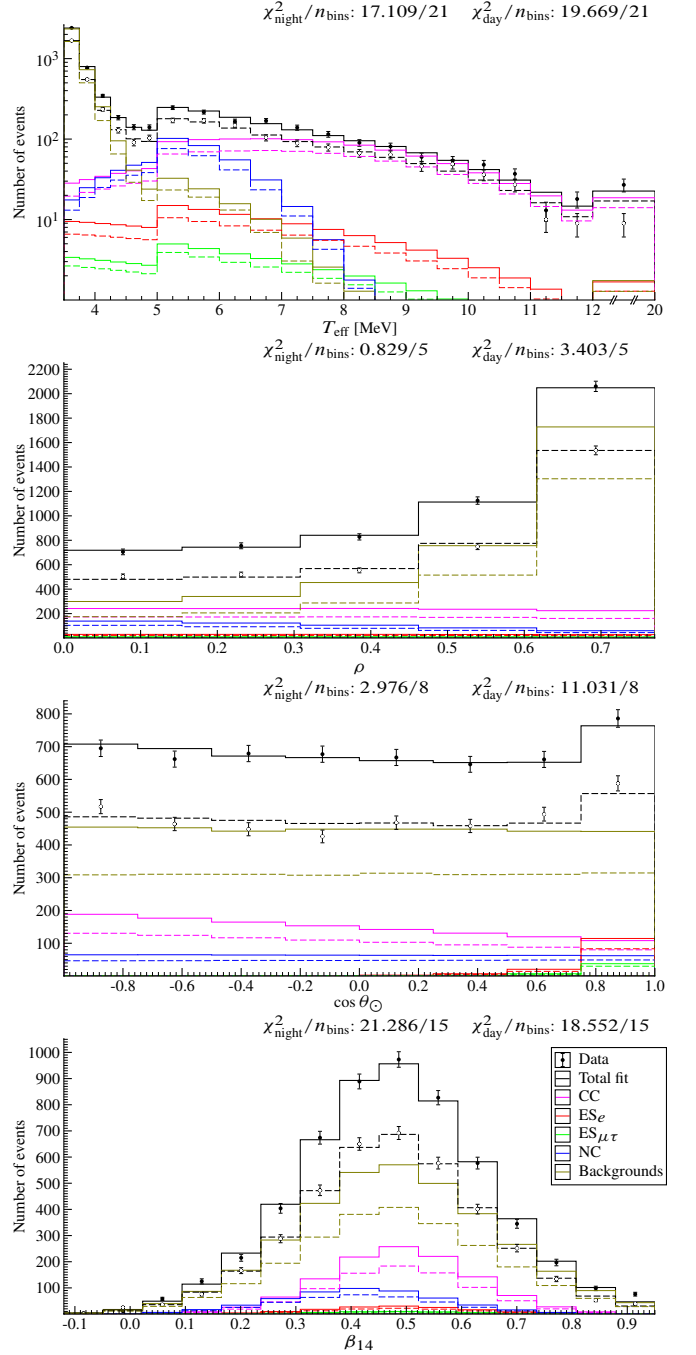 χ²night/nbins: 17.109/21 χ²day/nbins: 19.669/21
Number of events
10³
10²
10¹
4 5 6 7 8 9 10 11 12 // // 20
Teff [MeV]
χ²night/nbins: 0.829/5 χ²day/nbins: 3.403/5
Number of events
2200
2000
1800
1600
1400
1200
1000
800
600
400
200
0.0 0.1 0.2 0.3 0.4 0.5 0.6 0.7
ρ
χ²night/nbins: 2.976/8 χ²day/nbins: 11.031/8
Number of events
800
700
600
500
400
300
200
100
-0.8 -0.6 -0.4 -0.2 0.0 0.2 0.4 0.6 0.8 1.0
cos θ⊙
χ²night/nbins: 21.286/15 χ²day/nbins: 18.552/15
Number of events
1000
900
800
700
600
500
400
300
200
100
-0.1 0.0 0.1 0.2 0.3 0.4 0.5 0.6 0.7 0.8 0.9
β14
Data
Total fit
CC
ESe
ESμτ
NC
Backgrounds